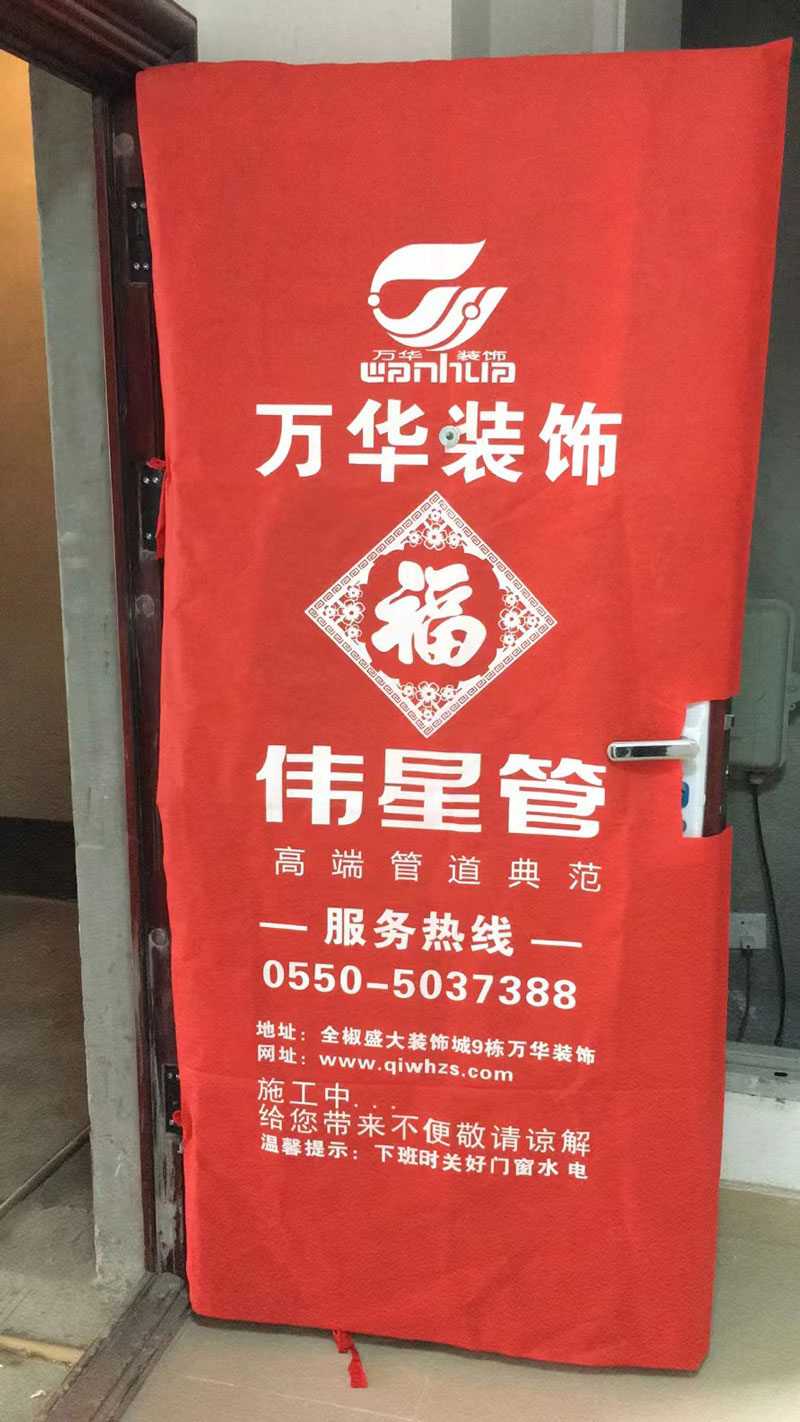 万华 装饰
wanhua
万华装饰
福
伟星管
高端管道典范
— 服务热线 —
0550-5037388
地址：全椒盛大装饰城9栋万华装饰
网址：www.qiwhzs.com
施工中...
给您带来不便敬请谅解
温馨提示：下班时关好门窗水 电